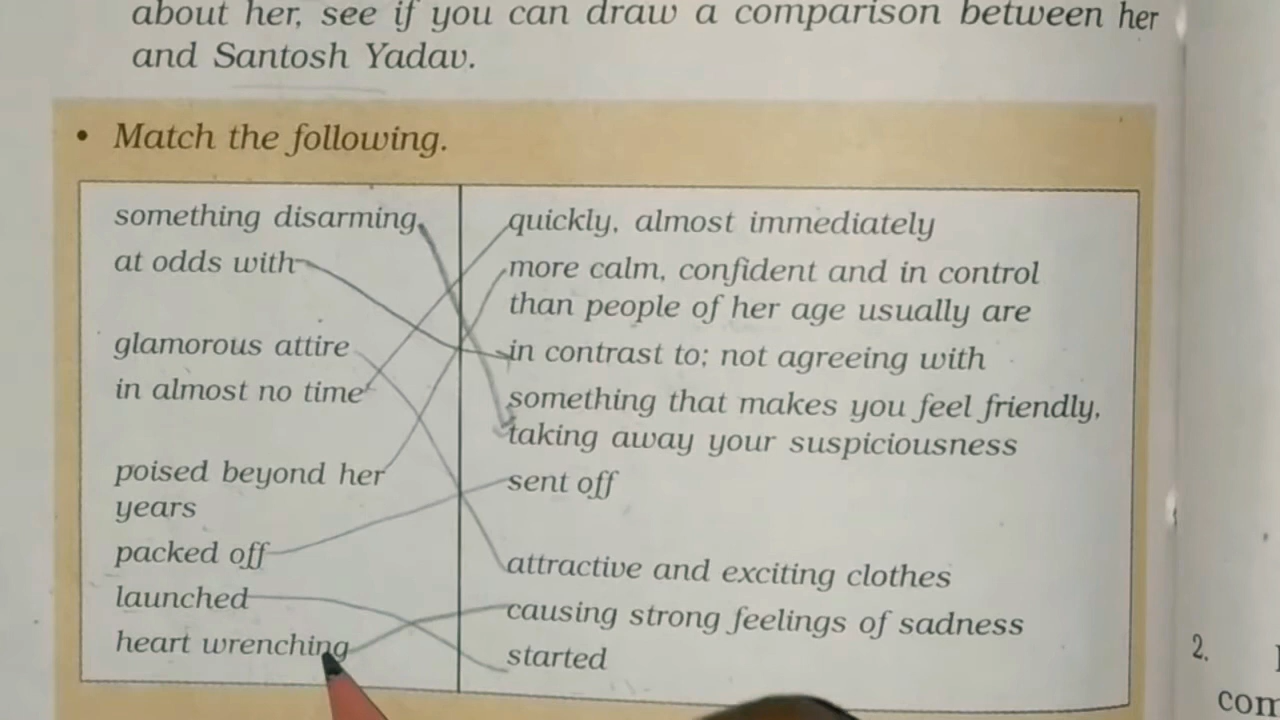 about her, see if you can draw a comparison between her
and Santosh Yadav.
• Match the following.
something disarming
at odds with
glamorous attire
in almost no time
poised beyond her
years
packed off
launched
heart wrenching
quickly, almost immediately
more calm, confident and in control
than people of her age usually are
in contrast to; not agreeing with
something that makes you feel friendly,
taking away your suspiciousness
sent off
attractive and exciting clothes
causing strong feelings of sadness
started
2.
com